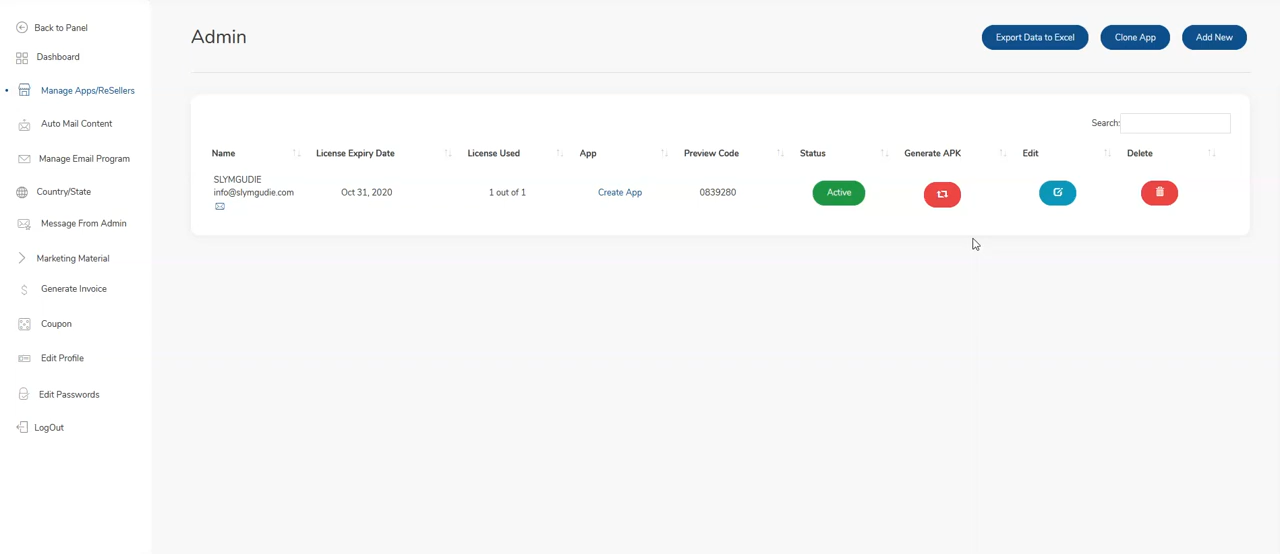 Back to Panel
Dashboard
Manage Apps/ReSellers
Auto Mail Content
Manage Email Program
Country/State
Message From Admin
Marketing Material
Generate Invoice
Coupon
Edit Profile
Edit Passwords
LogOut
Admin
Export Data to Excel
Clone App
Add New
Search:
Name License Expiry Date License Used App Preview Code Status Generate APK Edit Delete
SLYMGUDIE
info@slymgudie.com Oct 31, 2020 1 out of 1 Create App 0839280 Active